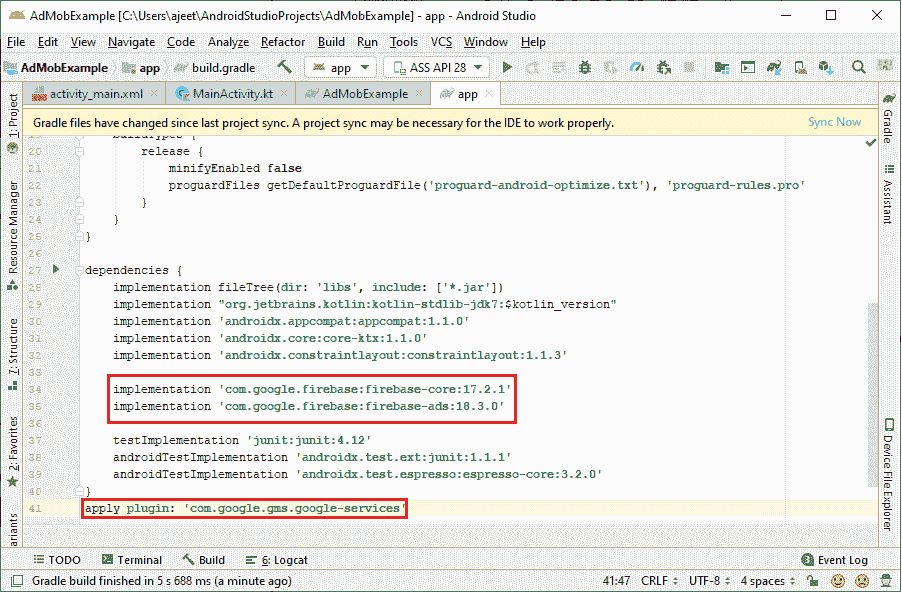 AdMobExample [C:\Users\ajeet\AndroidStudioProjects\AdMobExample] - app - Android Studio
File Edit View Navigate Code Analyze Refactor Build Run Tools VCS Window Help
AdMobExample app build.gradle app ASS API 28
activity_main.xml MainActivity.kt AdMobExample app
Gradle files have changed since last project sync. A project sync may be necessary for the IDE to work properly. Sync Now
20 release {
21 minifyEnabled false
22 proguardFiles getDefaultProguardFile('proguard-android-optimize.txt'), 'proguard-rules.pro'
23 }
24 }
25 }
26
27 dependencies {
28 implementation fileTree(dir: 'libs', include: ['*.jar'])
29 implementation "org.jetbrains.kotlin:kotlin-stdlib-jdk7:$kotlin_version"
30 implementation 'androidx.appcompat:appcompat:1.1.0'
31 implementation 'androidx.core:core-ktx:1.1.0'
32 implementation 'androidx.constraintlayout:constraintlayout:1.1.3'
33
34 implementation 'com.google.firebase:firebase-core:17.2.1'
35 implementation 'com.google.firebase:firebase-ads:18.3.0'
36
37 testImplementation 'junit:junit:4.12'
38 androidTestImplementation 'androidx.test.ext:junit:1.1.1'
39 androidTestImplementation 'androidx.test.espresso:espresso-core:3.2.0'
40 }
41 apply plugin: 'com.google.gms.google-services'
1: Project
Resource Manager
7: Structure
2: Favorites
ariants
Gradle
Assistant
Device File Explorer
TODO Terminal Build 6: Logcat 3 Event Log
Gradle build finished in 5 s 688 ms (a minute ago) 41:47 CRLF UTF-8 4 spaces